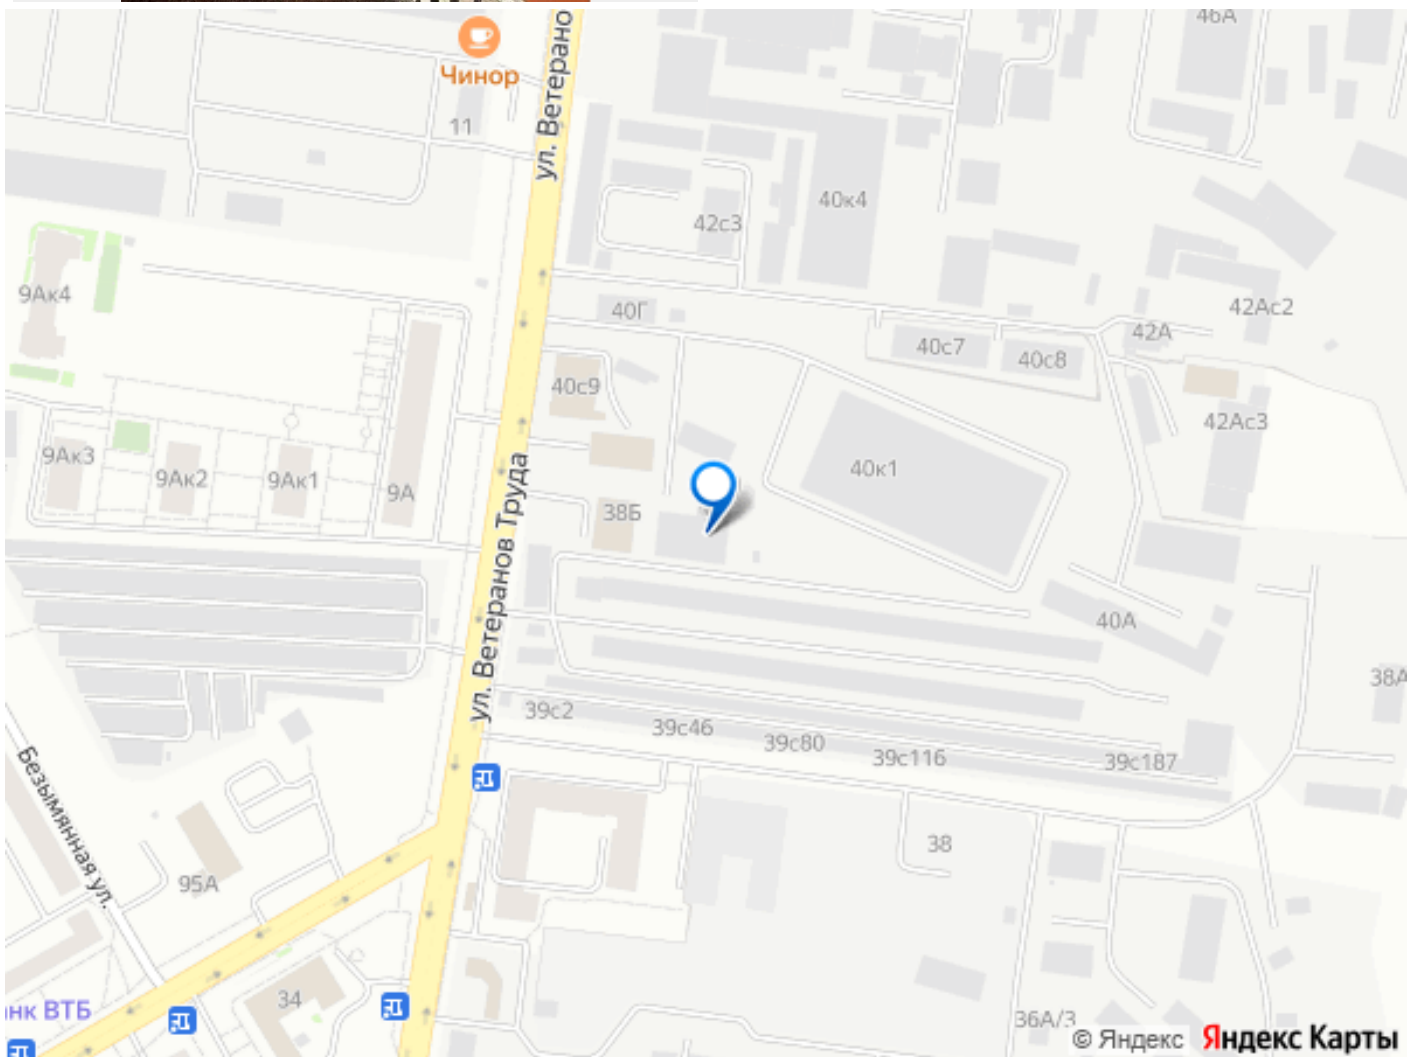 46А
Чинор
11
ул. Ветерано
40к4
42с3
9Ак4
40Г
42Ас2
42А
40с7
40с8
40с9
42Ас3
9Ак3
9Ак2
9Ак1
9А
40к1
38Б
ул. Ветеранов Труда
40А
38А
39с2
39с46
39с80
39с116
39с187
Безымянная ул.
38
95А
34
нк ВТБ
36А/3
© Яндекс Яндекс Карты